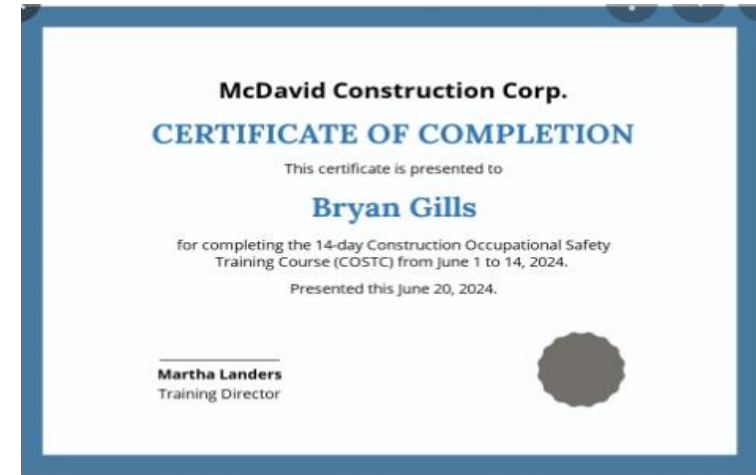 McDavid Construction Corp.
CERTIFICATE OF COMPLETION
This certificate is presented to
Bryan Gills
for completing the 14-day Construction Occupational Safety
Training Course (COSTC) from June 1 to 14, 2024.
Presented this June 20, 2024.
Martha Landers
Training Director